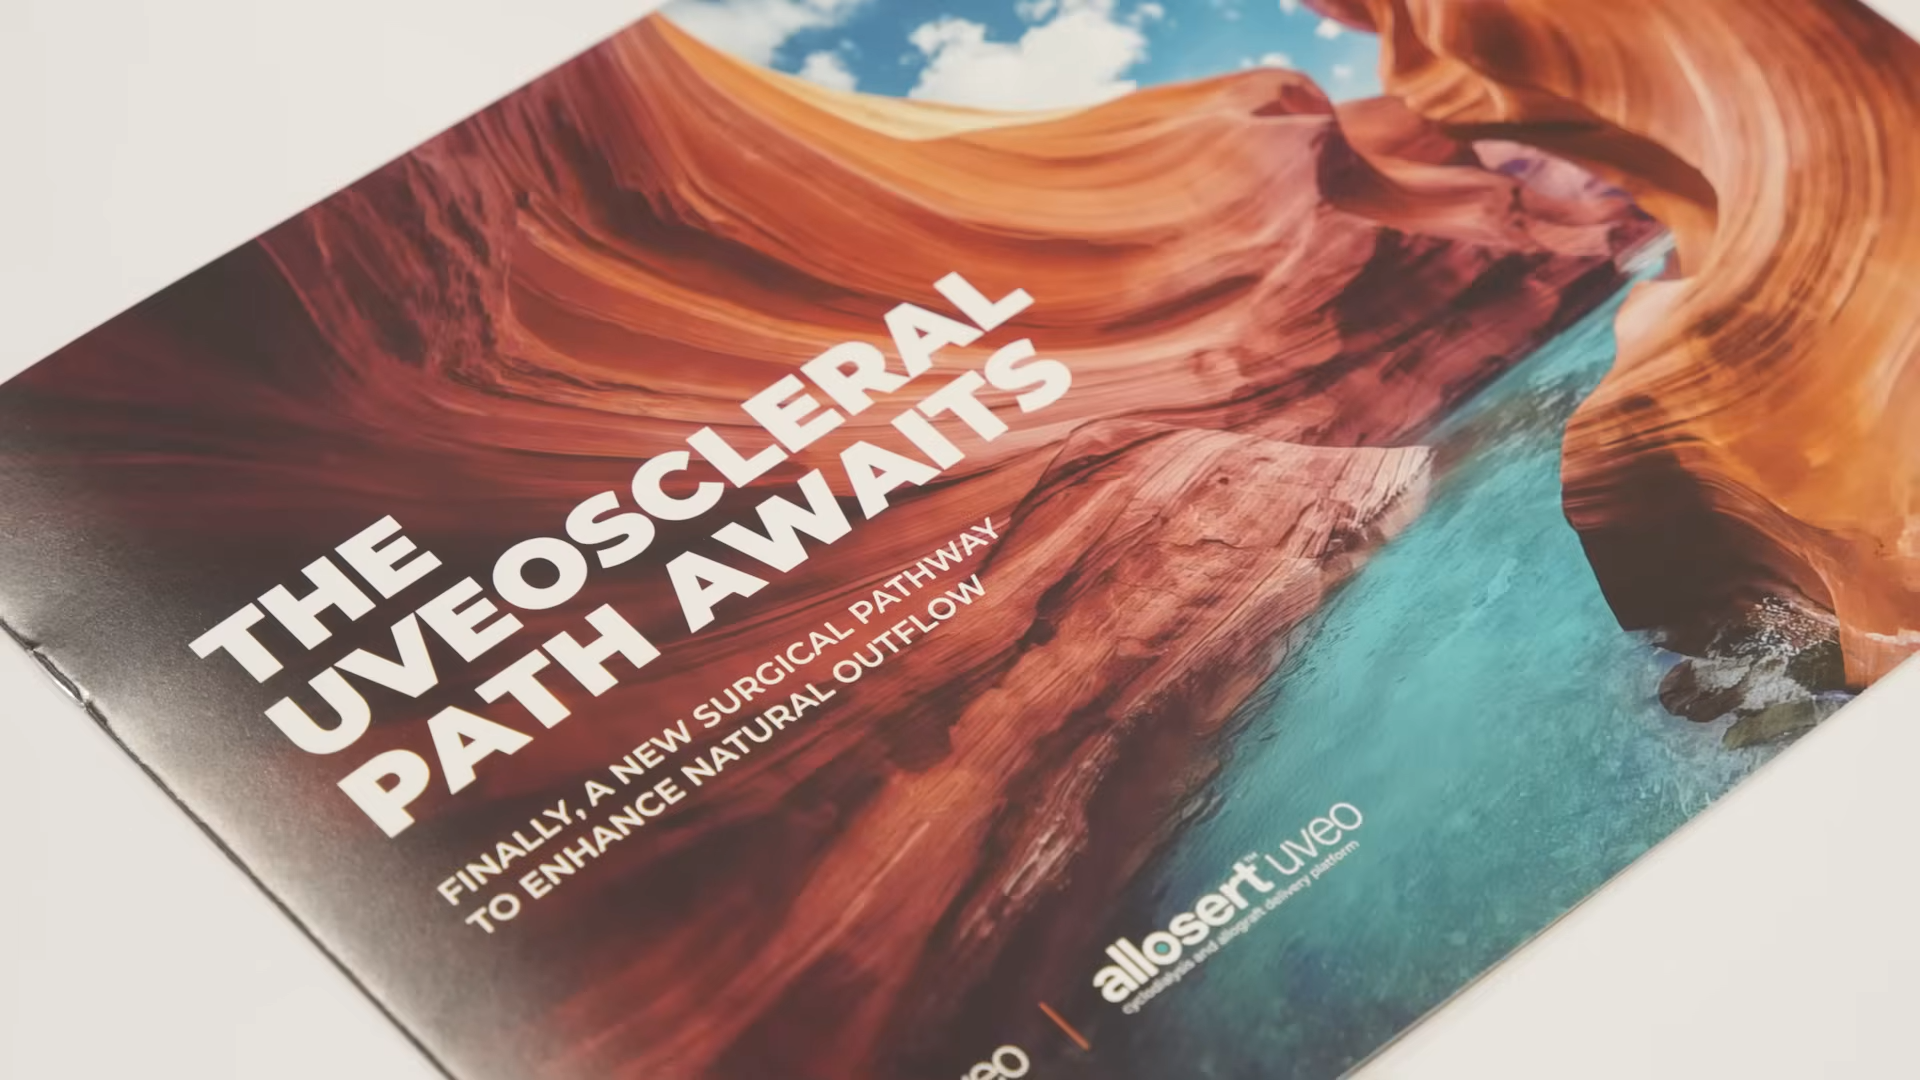 THE
UVEOSCLERAL
PATH AWAITS
FINALLY, A NEW SURGICAL PATHWAY
TO ENHANCE NATURAL OUTFLOW
allosert™ uveo
cyclodialysis and allograft delivery platform
eo